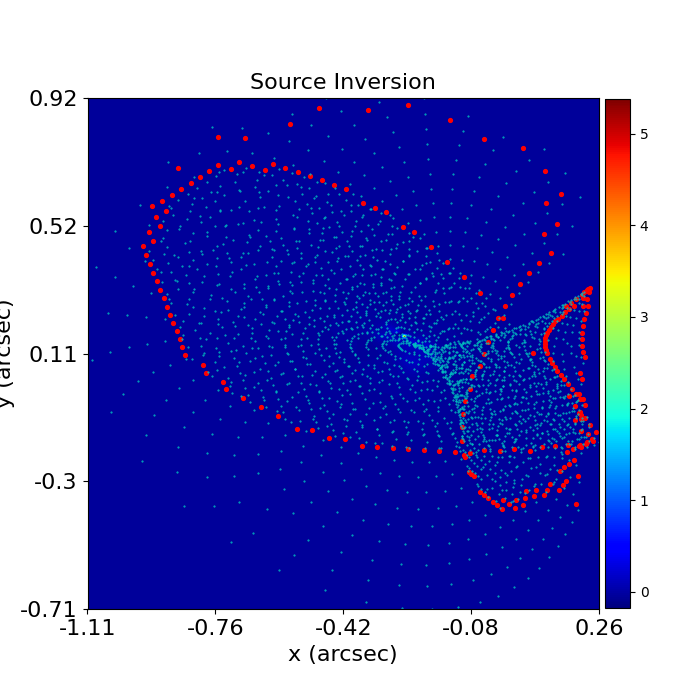 Source Inversion
0.92
0.52
0.11
-0.3
-0.71
y (arcsec)
-1.11 -0.76 -0.42 -0.08 0.26
x (arcsec)
5
4
3
2
1
0